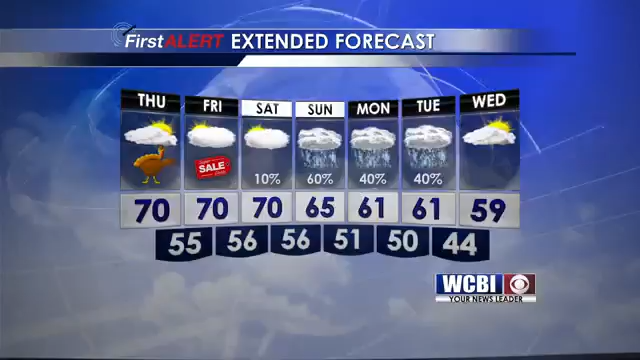 FirstALERT EXTENDED FORECAST
THU FRI SAT SUN MON TUE WED
SALE
10% 60% 40% 40%
70 70 70 65 61 61 59
55 56 56 51 50 44
WCBI
YOUR NEWS LEADER